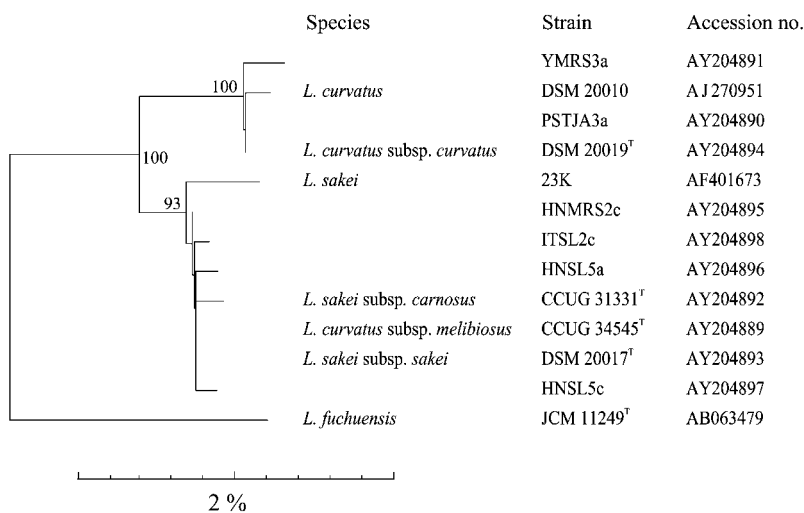 Species Strain Accession no.
YMRS3a AY204891
100
L. curvatus DSM 20010 AJ270951
PSTJA3a AY204890
L. curvatus subsp. curvatus DSM 20019ᵀ AY204894
100
L. sakei 23K AF401673
93
HNMRS2c AY204895
ITSL2c AY204898
HNSL5a AY204896
L. sakei subsp. carnosus CCUG 31331ᵀ AY204892
L. curvatus subsp. melibiosus CCUG 34545ᵀ AY204889
L. sakei subsp. sakei DSM 20017ᵀ AY204893
HNSL5c AY204897
L. fuchuensis JCM 11249ᵀ AB063479
2 %